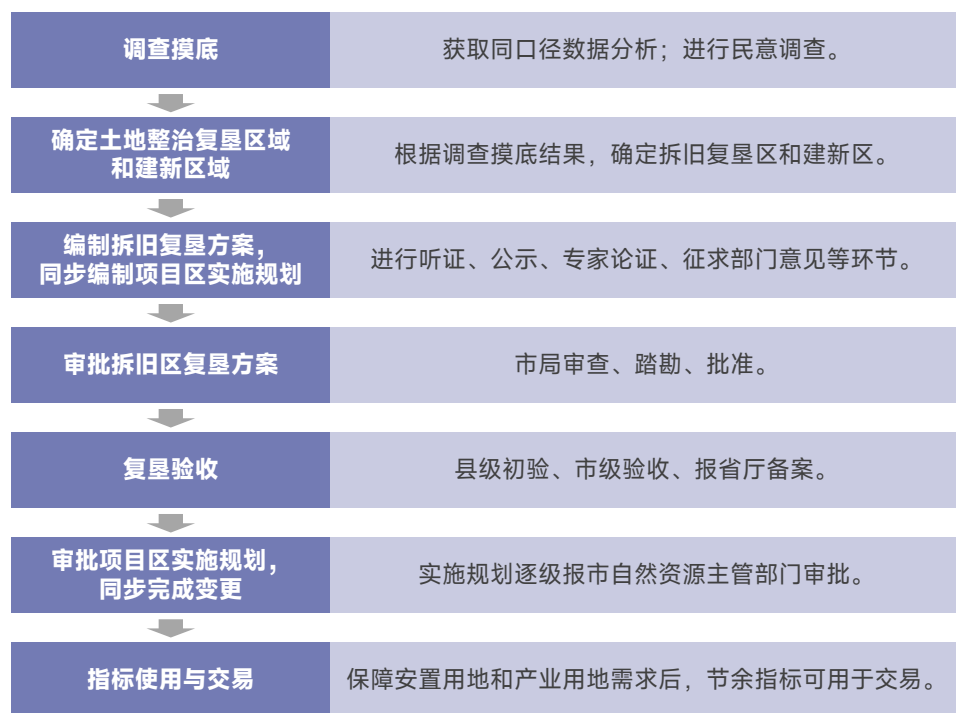 调查摸底
获取同口径数据分析；进行民意调查。
确定土地整治复垦区域
和建新区域
根据调查摸底结果，确定拆旧复垦区和建新区。
编制拆旧复垦方案，
同步编制项目区实施规划
进行听证、公示、专家论证、征求部门意见等环节。
审批拆旧区复垦方案
市局审查、踏勘、批准。
复垦验收
县级初验、市级验收、报省厅备案。
审批项目区实施规划，
同步完成变更
实施规划逐级报市自然资源主管部门审批。
指标使用与交易
保障安置用地和产业用地需求后，节余指标可用于交易。